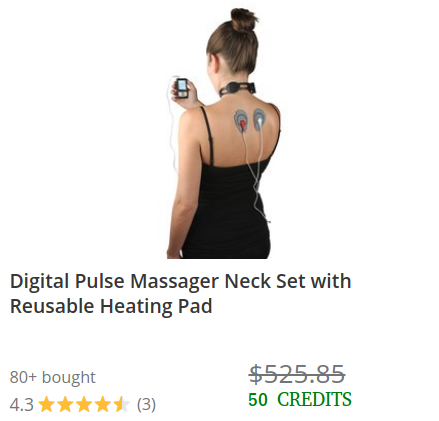 Digital Pulse Massager Neck Set with
Reusable Heating Pad
80+ bought
$525.85
4.3 (3)
50 CREDITS